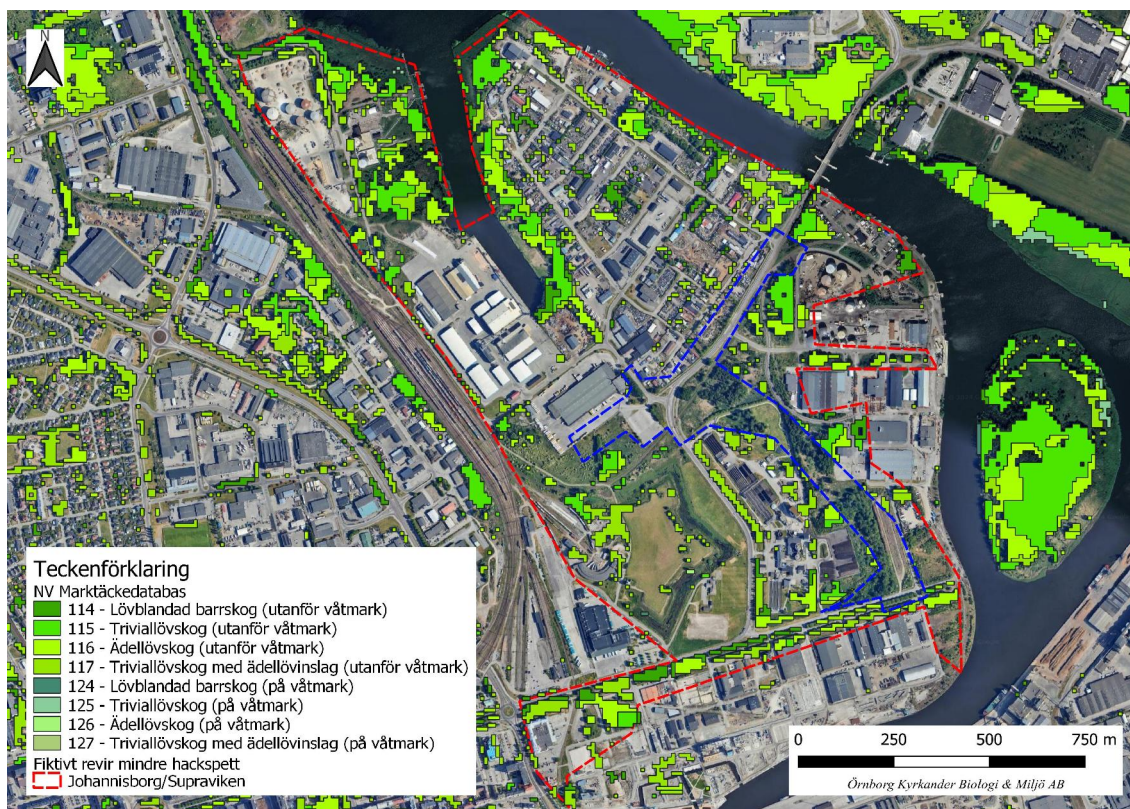 N
Teckenförklaring
NV Marktäckedatabas
114 - Lövblandad barrskog (utanför våtmark)
115 - Triviallövskog (utanför våtmark)
116 - Ädellövskog (utanför våtmark)
117 - Triviallövskog med ädellövinslag (utanför våtmark)
124 - Lövblandad barrskog (på våtmark)
125 - Triviallövskog (på våtmark)
126 - Ädellövskog (på våtmark)
127 - Triviallövskog med ädellövinslag (på våtmark)
Fiktivt revir mindre hackspett
Johannisborg/Supraviken
0 250 500 750 m
Örnborg Kyrkander Biologi & Miljö AB